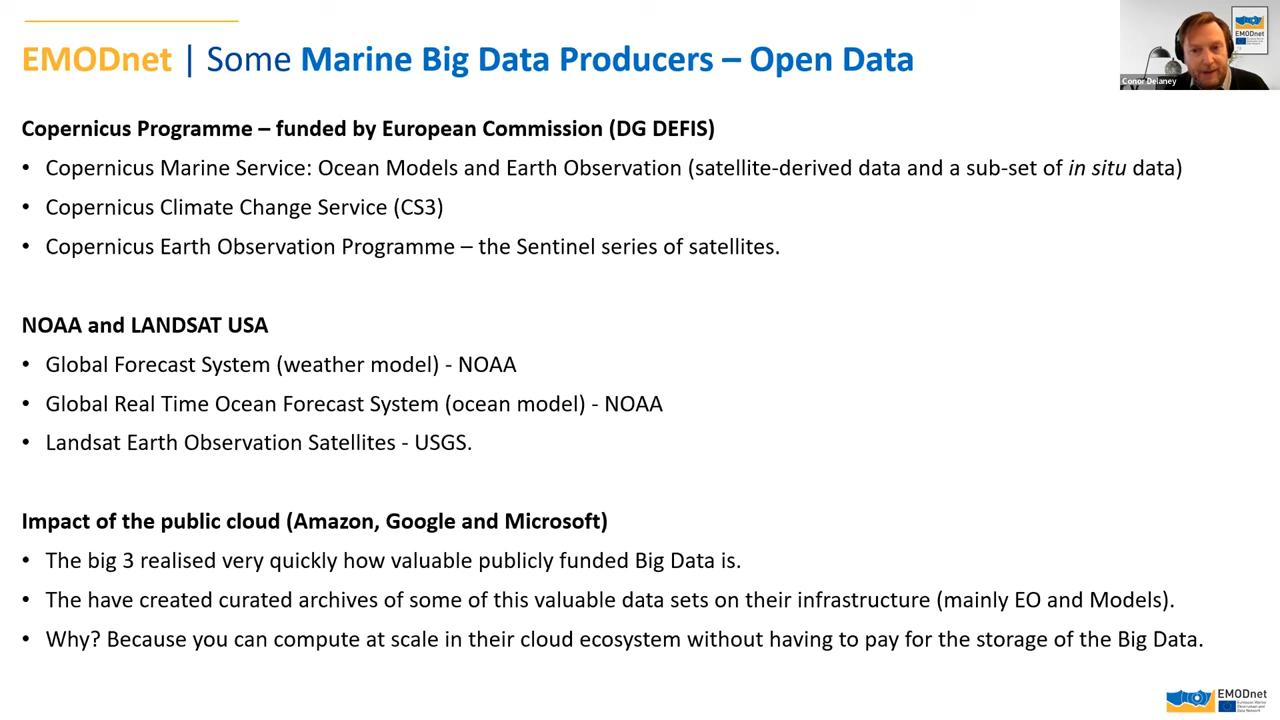 EMODnet | Some Marine Big Data Producers – Open Data
EMODnet
Conor Delaney
Copernicus Programme – funded by European Commission (DG DEFIS)
• Copernicus Marine Service: Ocean Models and Earth Observation (satellite-derived data and a sub-set of in situ data)
• Copernicus Climate Change Service (CS3)
• Copernicus Earth Observation Programme – the Sentinel series of satellites.
NOAA and LANDSAT USA
• Global Forecast System (weather model) - NOAA
• Global Real Time Ocean Forecast System (ocean model) - NOAA
• Landsat Earth Observation Satellites - USGS.
Impact of the public cloud (Amazon, Google and Microsoft)
• The big 3 realised very quickly how valuable publicly funded Big Data is.
• The have created curated archives of some of this valuable data sets on their infrastructure (mainly EO and Models).
• Why? Because you can compute at scale in their cloud ecosystem without having to pay for the storage of the Big Data.
EMODnet
European Marine
Observation and
Data Network